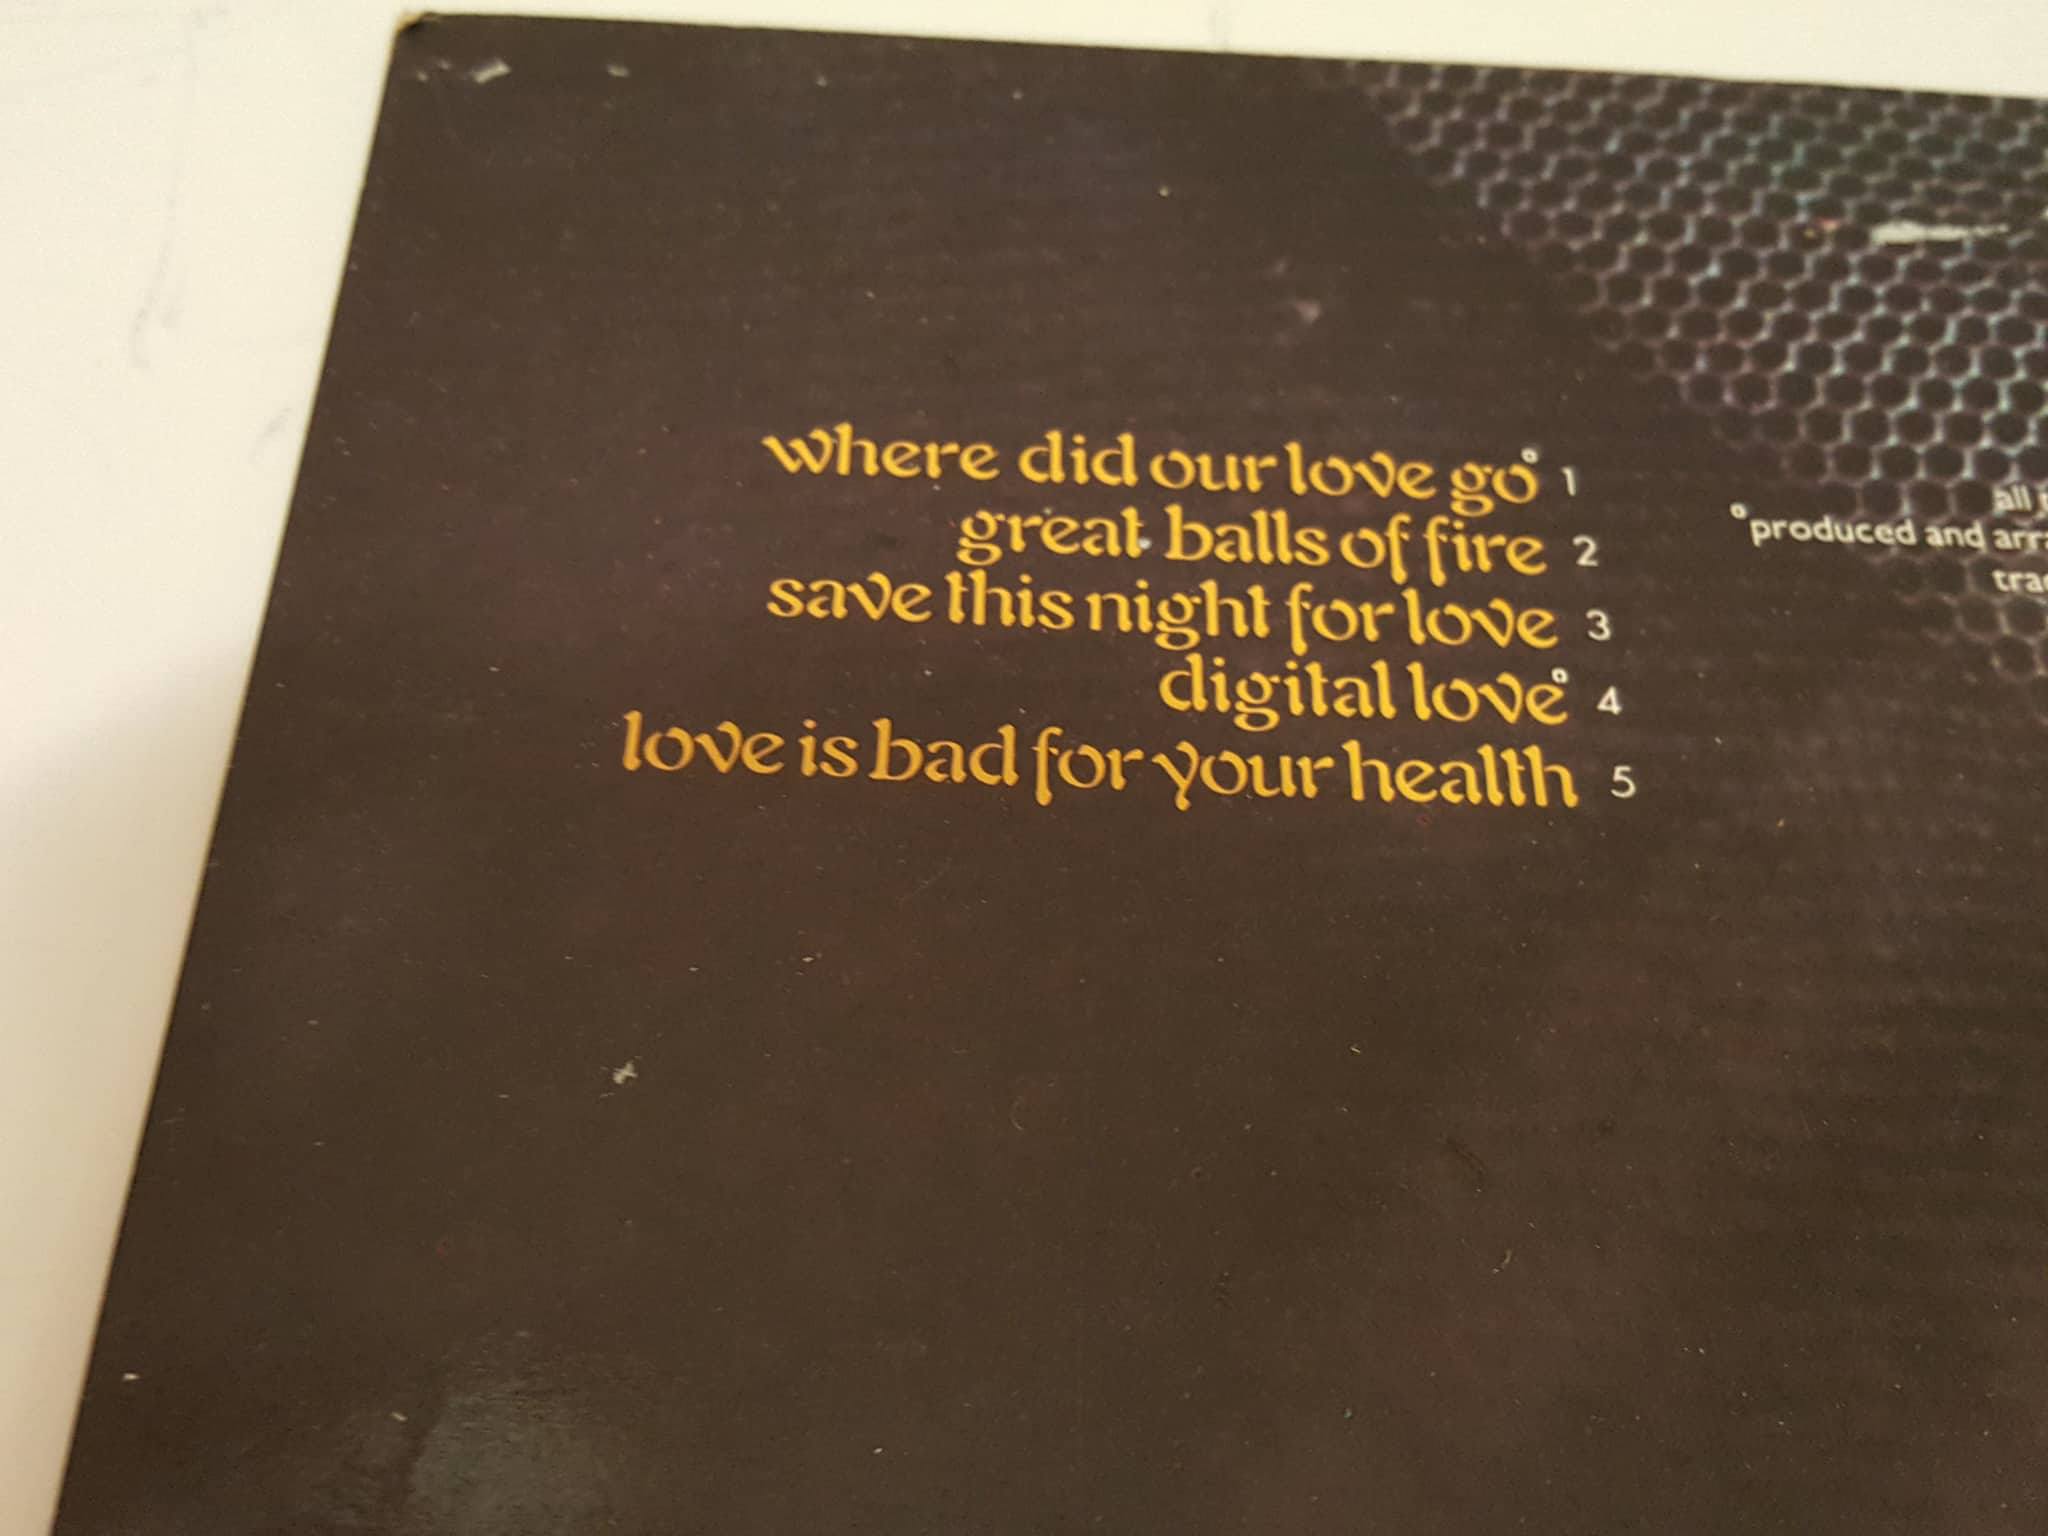 where did our love go° 1
great balls of fire 2
save this night for love 3
digital love° 4
love is bad for your health 5
all
°produced and